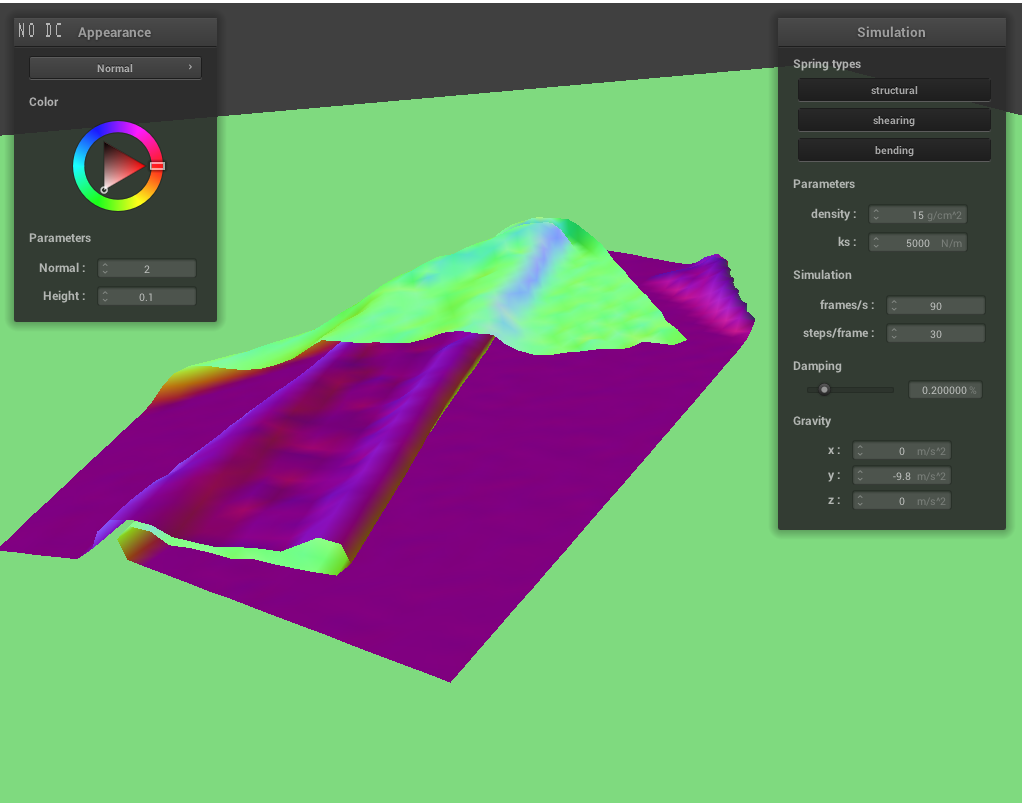 NO DC Appearance
Normal ›
Color
Parameters
Normal : 2
Height : 0.1
Simulation
Spring types
structural
shearing
bending
Parameters
density : 15 g/cm^2
ks : 5000 N/m
Simulation
frames/s : 90
steps/frame : 30
Damping
0.200000 %
Gravity
x : 0 m/s^2
y : -9.8 m/s^2
z : 0 m/s^2